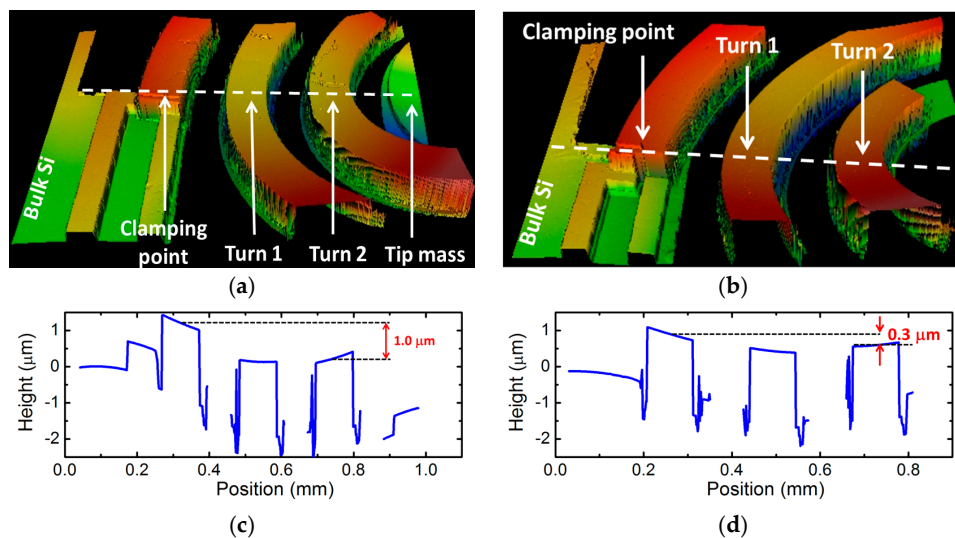 (a)
Bulk Si
Clamping
point
Turn 1
Turn 2
Tip mass
(b)
Clamping point
Turn 1
Turn 2
Bulk Si
(c)
Height (μm)
1
0
-1
-2
0.0
0.2
0.4
0.6
0.8
1.0
Position (mm)
1.0 μm
(d)
Height (μm)
1
0
-1
-2
0.0
0.2
0.4
0.6
0.8
Position (mm)
0.3 μm